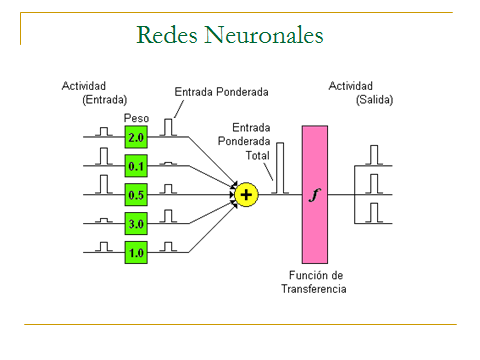 Redes Neuronales
Actividad
(Entrada)
Peso
Entrada Ponderada
Actividad
(Salida)
Entrada
Ponderada
Total
2.0
0.1
0.5
3.0
1.0
+
f
Función de
Transferencia